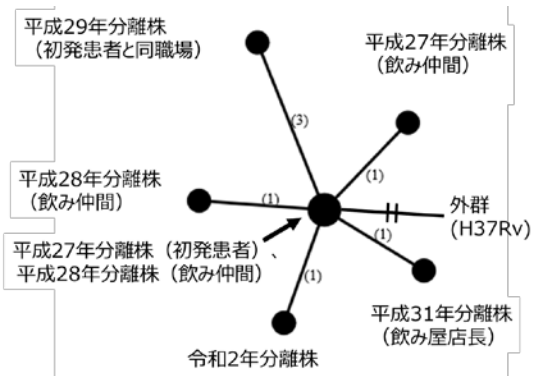 平成29年分離株
（初発患者と同職場）
平成27年分離株
（飲み仲間）
(3)
(1)
平成28年分離株
（飲み仲間）
(1)
外群
(H37Rv)
(1)
平成27年分離株（初発患者）、
平成28年分離株（飲み仲間）
(1)
平成31年分離株
（飲み屋店長）
令和2年分離株